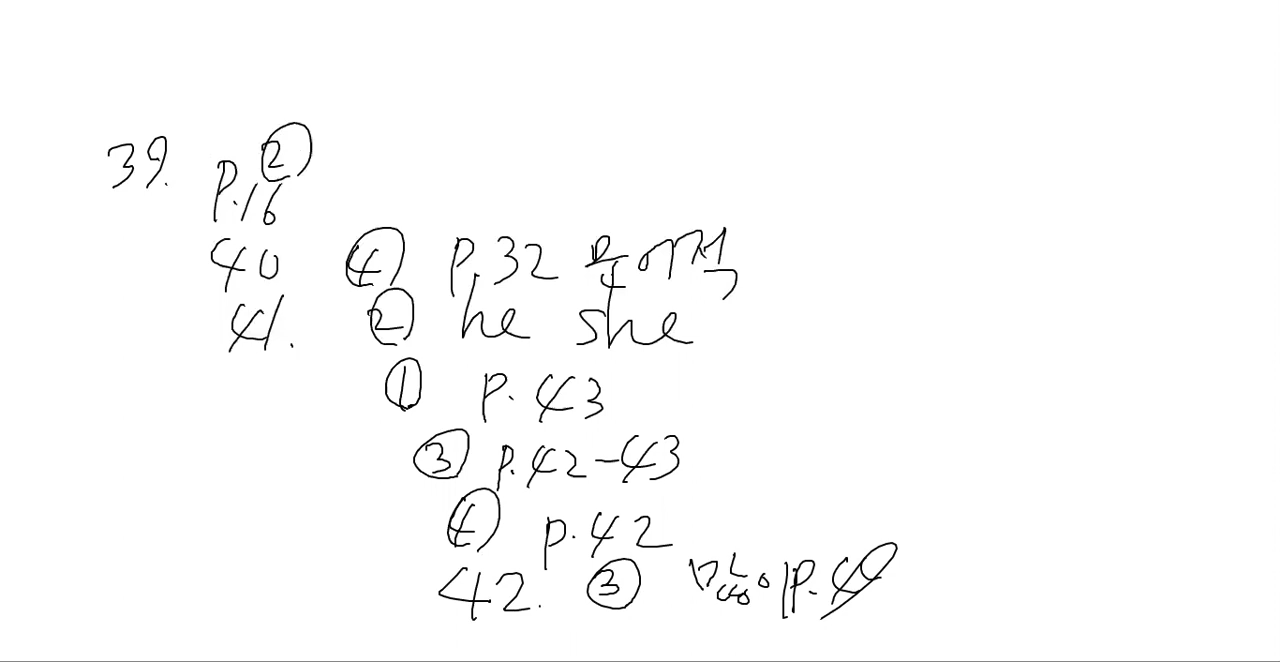 39. ②
p.16
40 ④ p.32
41. ② he she
① p.43
③ p.42-43
④ p.42
42. ③ p.